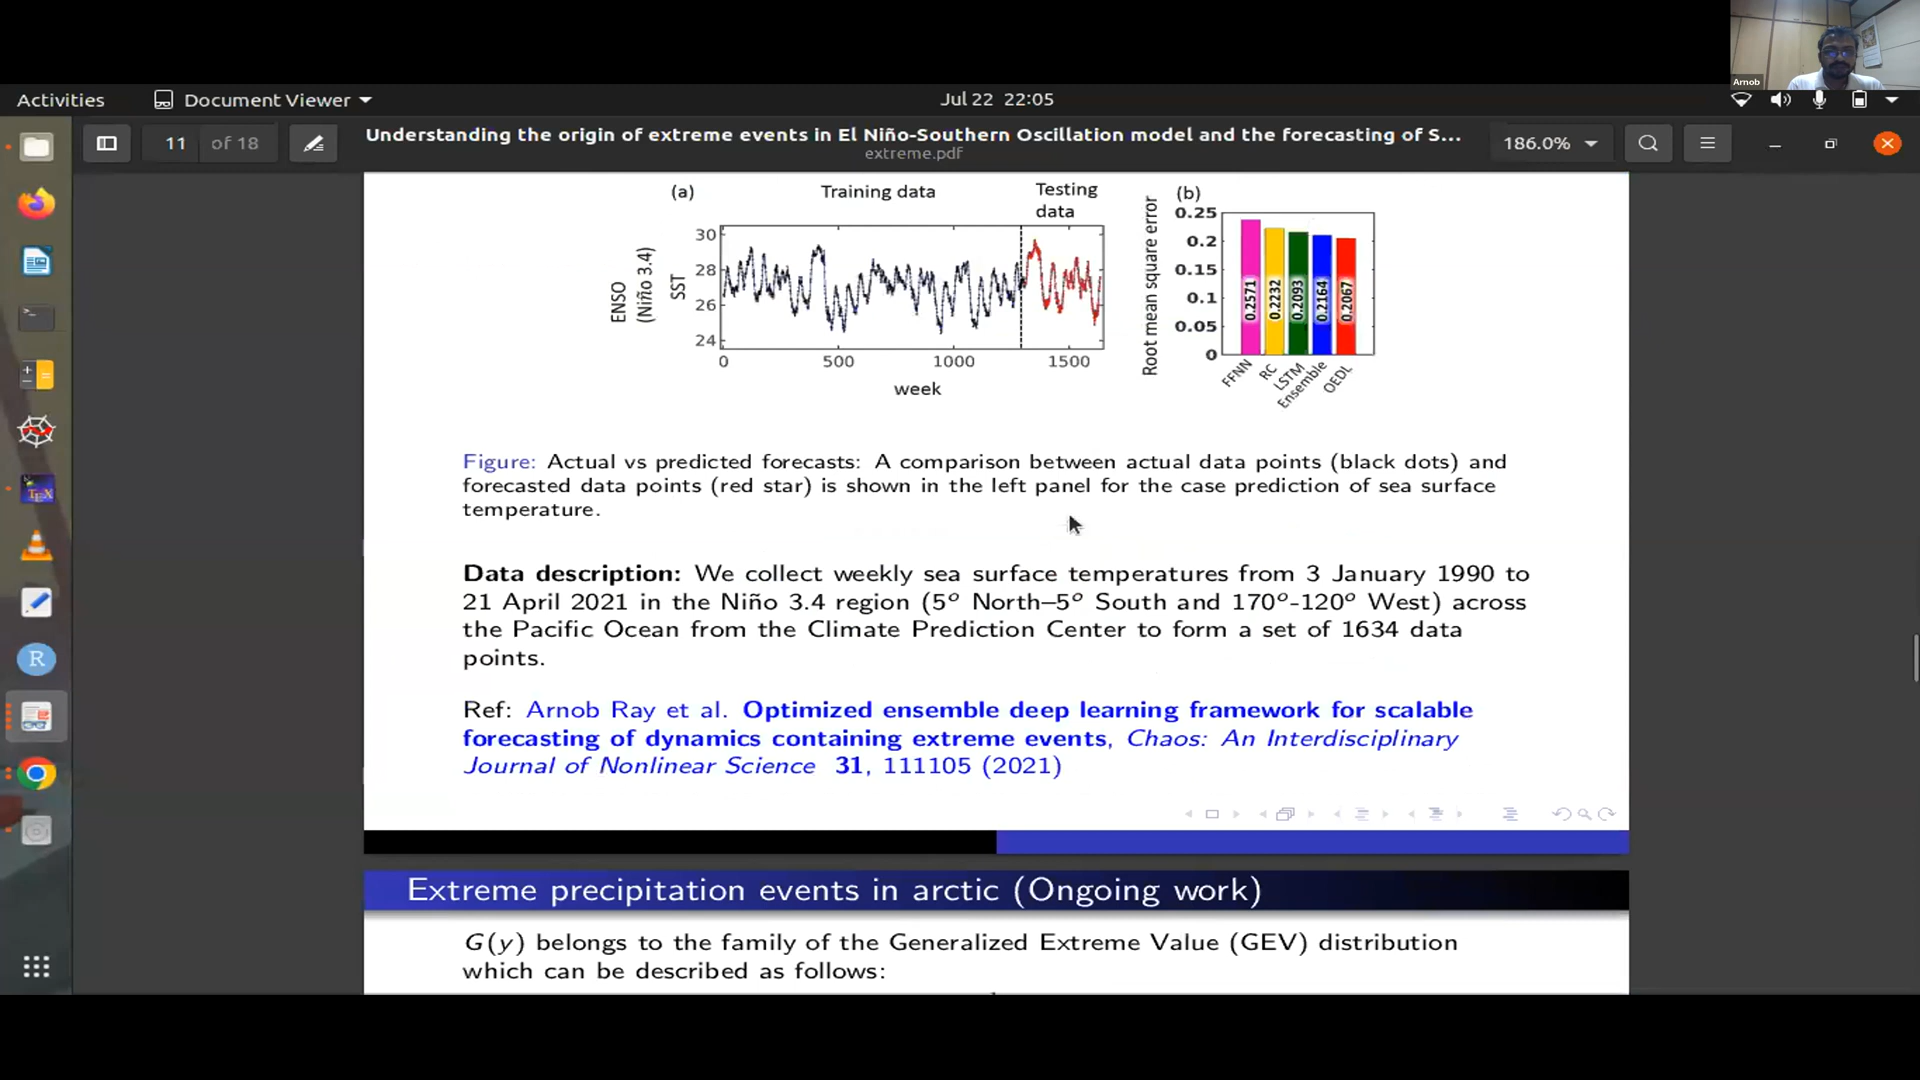 Arnob
Activities Document Viewer Jul 22 22:05
11 of 18 Understanding the origin of extreme events in El Niño-Southern Oscillation model and the forecasting of S... 186.0%
extreme.pdf
(a) Training data Testing data (b)
ENSO (Niño 3.4)
SST
30
28
26
24
0 500 1000 1500
week
Root mean square error
0.25
0.2
0.15
0.1
0.05
0
0.2571 0.2232 0.2093 0.2164 0.2067
FFNN RC LSTM Ensemble OEDL
Figure: Actual vs predicted forecasts: A comparison between actual data points (black dots) and
forecasted data points (red star) is shown in the left panel for the case prediction of sea surface
temperature.
Data description: We collect weekly sea surface temperatures from 3 January 1990 to
21 April 2021 in the Niño 3.4 region (5° North–5° South and 170°-120° West) across
the Pacific Ocean from the Climate Prediction Center to form a set of 1634 data
points.
Ref: Arnob Ray et al. Optimized ensemble deep learning framework for scalable
forecasting of dynamics containing extreme events, Chaos: An Interdisciplinary
Journal of Nonlinear Science 31, 111105 (2021)
Extreme precipitation events in arctic (Ongoing work)
G(y) belongs to the family of the Generalized Extreme Value (GEV) distribution
which can be described as follows: